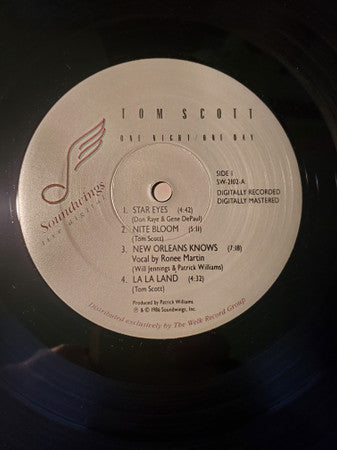 TOM SCOTT
ONE NIGHT/ONE DAY
Soundwings
SIDE 1
SW-2102-A
DIGITALLY RECORDED
DIGITALLY MASTERED
1. STAR EYES (4:42)
(Don Raye & Gene DePaul)
2. NITE BLOOM (5:11)
(Tom Scott)
3. NEW ORLEANS KNOWS (7:18)
Vocal by Ronee Martin
(Will Jennings & Patrick Williams)
4. LA LA LAND (4:32)
(Tom Scott)
Produced by Patrick Williams
℗ & © 1986 Soundwings, Inc.
Distributed exclusively by The Welk Record Group